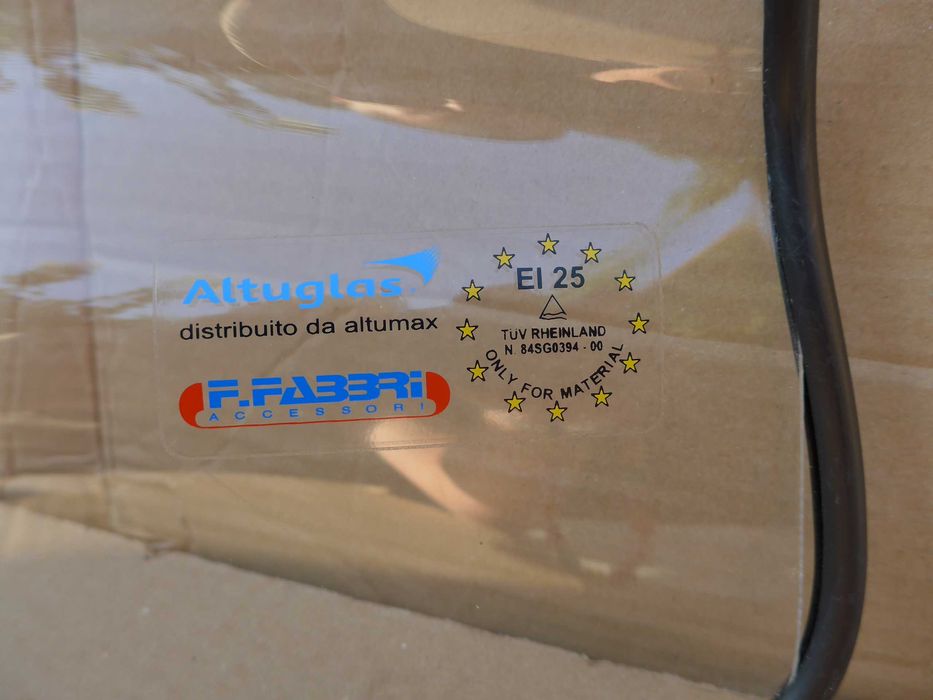 Altuglas
distribuito da altumax
F.FABBRI
ACCESSORI
EI 25
TÜV RHEINLAND
N. 84SG0394 - 00
ONLY FOR MATERIAL